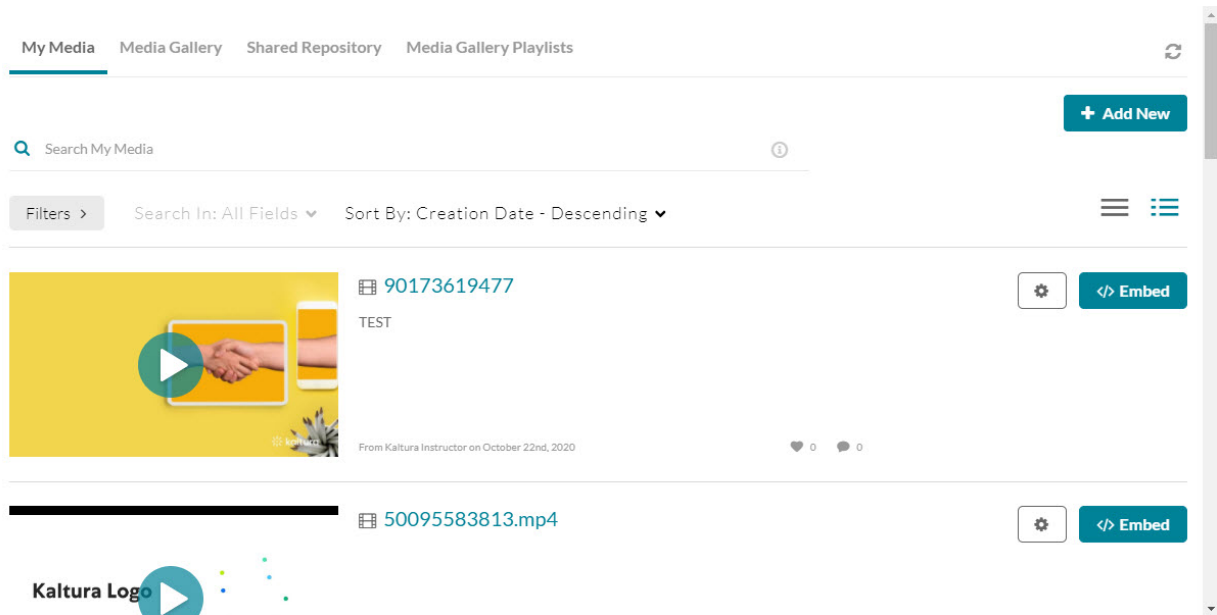 My Media Media Gallery Shared Repository Media Gallery Playlists
+ Add New
Search My Media
Filters > Search In: All Fields Sort By: Creation Date - Descending
90173619477
</> Embed
TEST
kaltura
From Kaltura Instructor on October 22nd, 2020 0 0
50095583813.mp4
</> Embed
Kaltura Logo